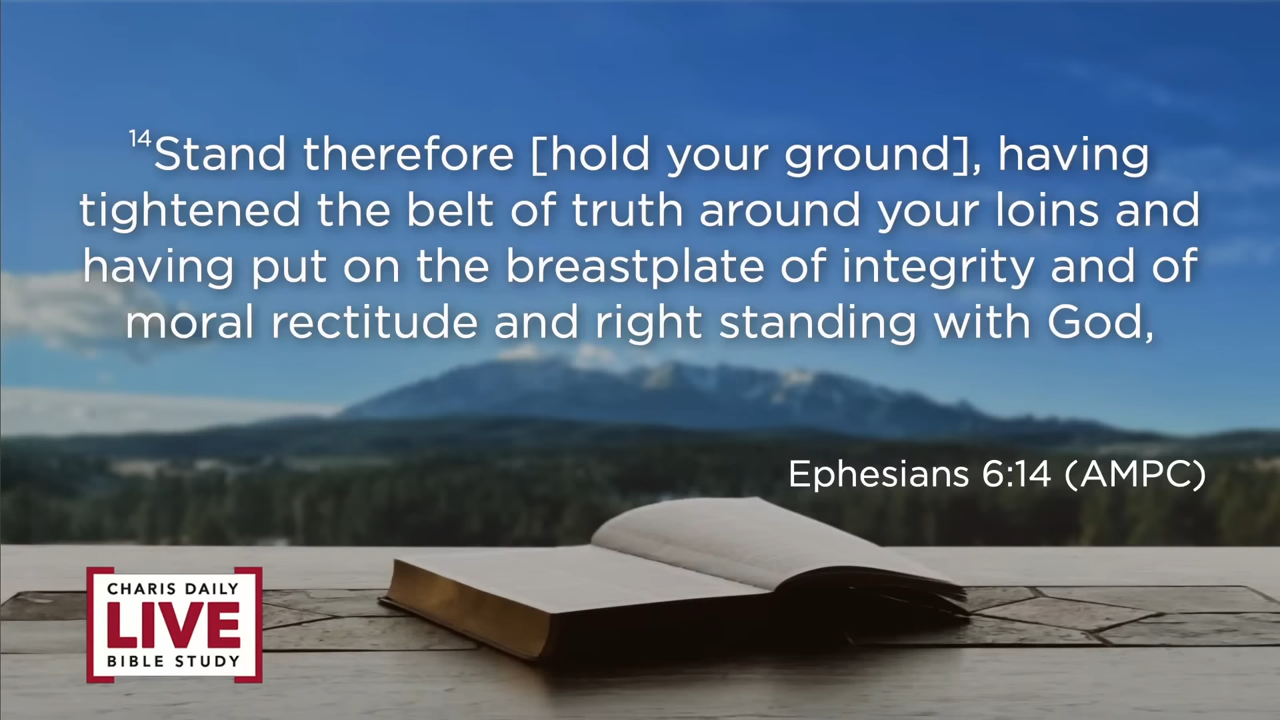 14Stand therefore [hold your ground], having
tightened the belt of truth around your loins and
having put on the breastplate of integrity and of
moral rectitude and right standing with God,
Ephesians 6:14 (AMPC)
CHARIS DAILY
LIVE
BIBLE STUDY